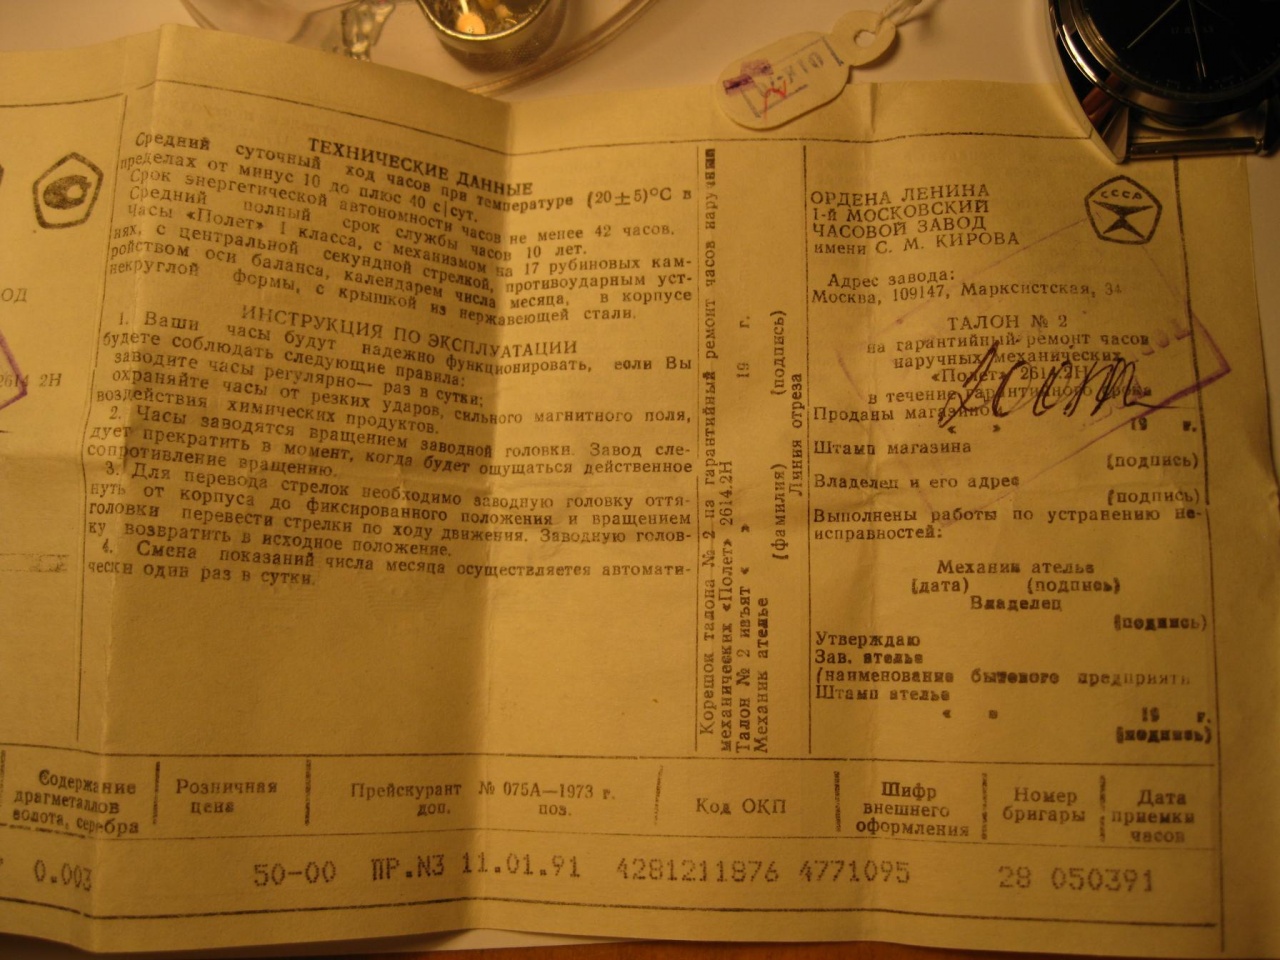 ОД
2614 2Н
ТЕХНИЧЕСКИЕ ДАННЫЕ
Средний суточный ход часов при температуре (20±5)°С в
пределах от минус 10 до плюс 40 с|сут.
Срок энергетической автономности часов не менее 42 часов.
Средний полный срок службы часов 10 лет.
Часы «Полет» I класса, с механизмом на 17 рубиновых кам-
нях, с центральной секундной стрелкой, противоударным уст-
ройством оси баланса, календарем числа месяца, в корпусе
некруглой формы, с крышкой из нержавеющей стали.
ИНСТРУКЦИЯ ПО ЭКСПЛУАТАЦИИ
1. Ваши часы будут надежно функционировать, если Вы
будете соблюдать следующие правила:
заводите часы регулярно— раз в сутки;
охраняйте часы от резких ударов, сильного магнитного поля,
воздействия химических продуктов.
2. Часы заводятся вращением заводной головки. Завод сле-
дует прекратить в момент, когда будет ощущаться действенное
сопротивление вращению.
3. Для перевода стрелок необходимо заводную головку оття-
нуть от корпуса до фиксированного положения и вращением
головки перевести стрелки по ходу движения. Заводную голов-
ку возвратить в исходное положение.
4. Смена показаний числа месяца осуществляется автомати-
чески один раз в сутки.
Корешок талона № 2 на гарантийный ремонт часов наручных
механических «Полет» 2614.2Н
Талон № 2 изъят « » 19 г.
Механик ателье
(фамилия) (подпись)
Линия отреза
ОРДЕНА ЛЕНИНА
1-й МОСКОВСКИЙ
ЧАСОВОЙ ЗАВОД
имени С. М. КИРОВА
СССР
Адрес завода:
Москва, 109147, Марксистская, 34
ТАЛОН № 2
на гарантийный ремонт часов
наручных механических
«Полет» 2614.2Н
в течение гарантийного срока
Проданы магазином
« » 19 г.
Штамп магазина
(подпись)
Владелец и его адрес
(подпись)
Выполнены работы по устранению не-
исправностей:
Механик ателье
(дата) (подпись)
Владелец
(подпись)
Утверждаю
Зав. ателье
(наименование бытового предприяти
Штамп ателье
« » 19 г.
(подпись)
Содержание
драгметаллов
золота, серебра
Розничная
цена
Прейскурант № 075А—1973 г.
доп. поз.
Код ОКП
Шифр
внешнего
оформления
Номер
бригары
Дата
приемки
часов
0.003 50-00 ПР.N3 11.01.91 4281211876 4771095 28 050391